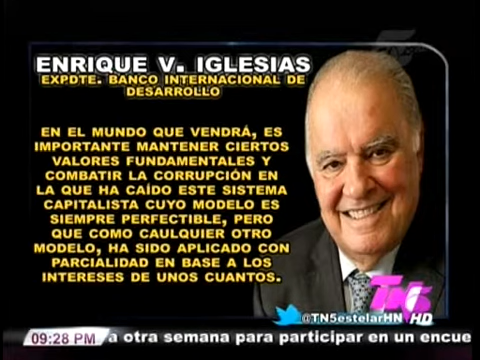 ENRIQUE V. IGLESIAS
EXPDTE. BANCO INTERNACIONAL DE
DESARROLLO
EN EL MUNDO QUE VENDRÁ, ES
IMPORTANTE MANTENER CIERTOS
VALORES FUNDAMENTALES Y
COMBATIR LA CORRUPCIÓN EN
LA QUE HA CAÍDO ESTE SISTEMA
CAPITALISTA CUYO MODELO ES
SIEMPRE PERFECTIBLE, PERO
QUE COMO CAULQUIER OTRO
MODELO, HA SIDO APLICADO CON
PARCIALIDAD EN BASE A LOS
INTERESES DE UNOS CUANTOS.
TN5
@TN5estelarHN HD
09:28 PM a otra semana para participar en un encue